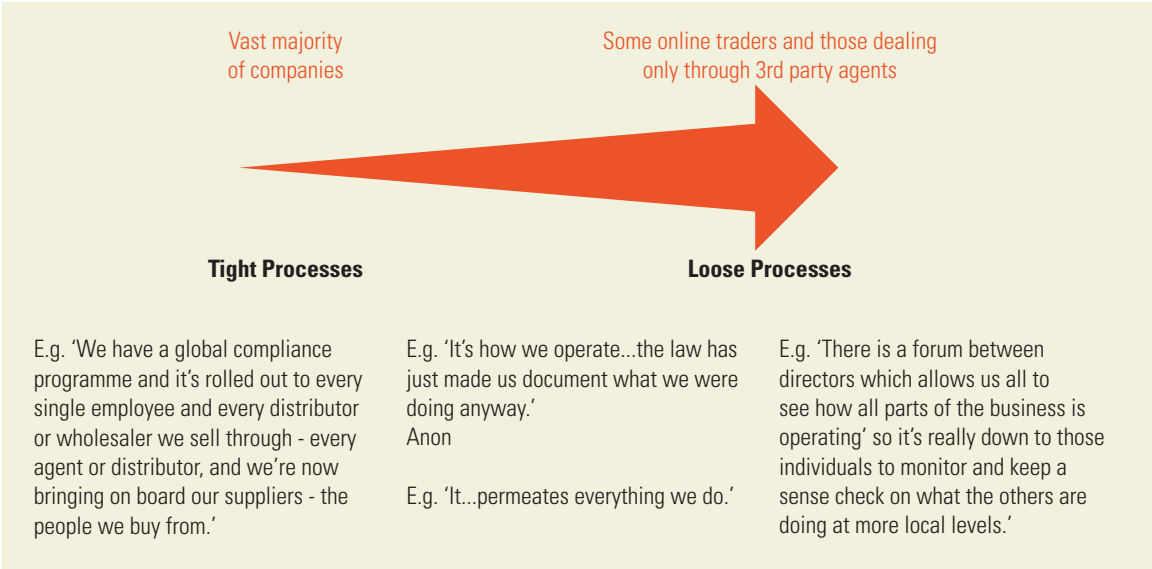 Vast majority
of companies
Some online traders and those dealing
only through 3rd party agents
Tight Processes
Loose Processes
E.g. ‘We have a global compliance
programme and it’s rolled out to every
single employee and every distributor
or wholesaler we sell through - every
agent or distributor, and we’re now
bringing on board our suppliers - the
people we buy from.’
E.g. ‘It’s how we operate...the law has
just made us document what we were
doing anyway.’
Anon
E.g. ‘It...permeates everything we do.’
E.g. ‘There is a forum between
directors which allows us all to
see how all parts of the business is
operating’ so it’s really down to those
individuals to monitor and keep a
sense check on what the others are
doing at more local levels.’